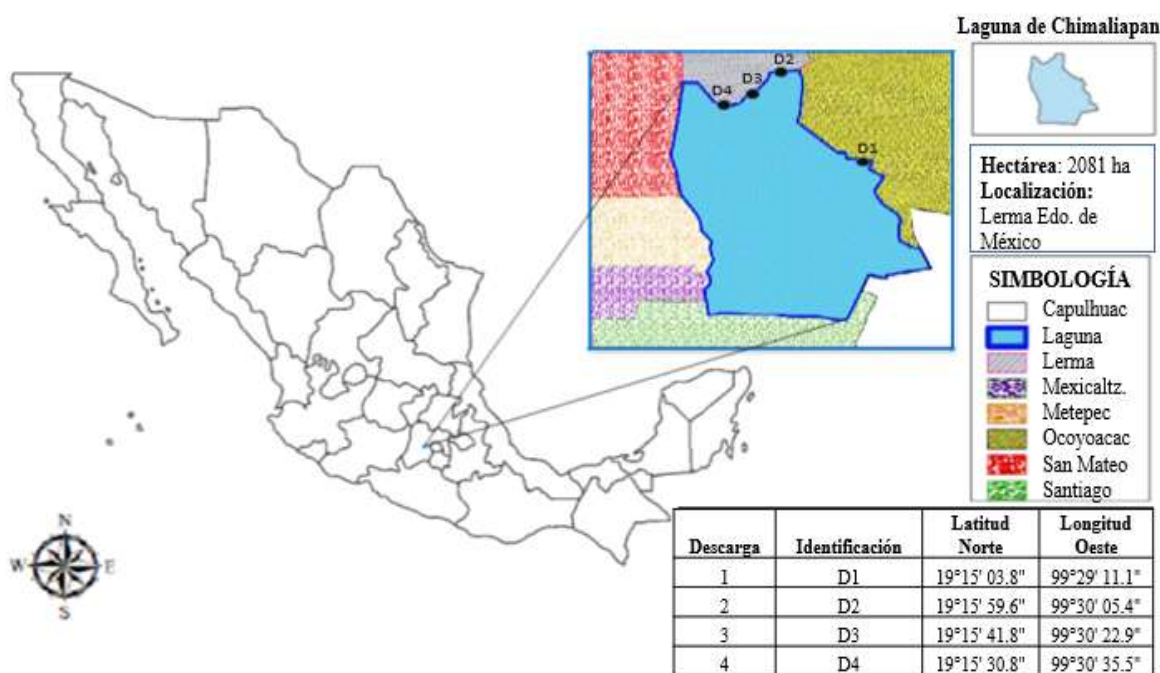 Laguna de Chimaliapan
D2
D3
D4
D1
Hectárea: 2081 ha
Localización:
Lerma Edo. de
México
SIMBOLOGÍA
Capulhuac
Laguna
Lerma
Mexicaltz.
Metepec
Ocoyoacac
San Mateo
Santiago
N
W E
S
Descarga Identificación Latitud Norte Longitud Oeste
1 D1 19°15' 03.8" 99°29' 11.1"
2 D2 19°15' 59.6" 99°30' 05.4"
3 D3 19°15' 41.8" 99°30' 22.9"
4 D4 19°15' 30.8" 99°30' 35.5"